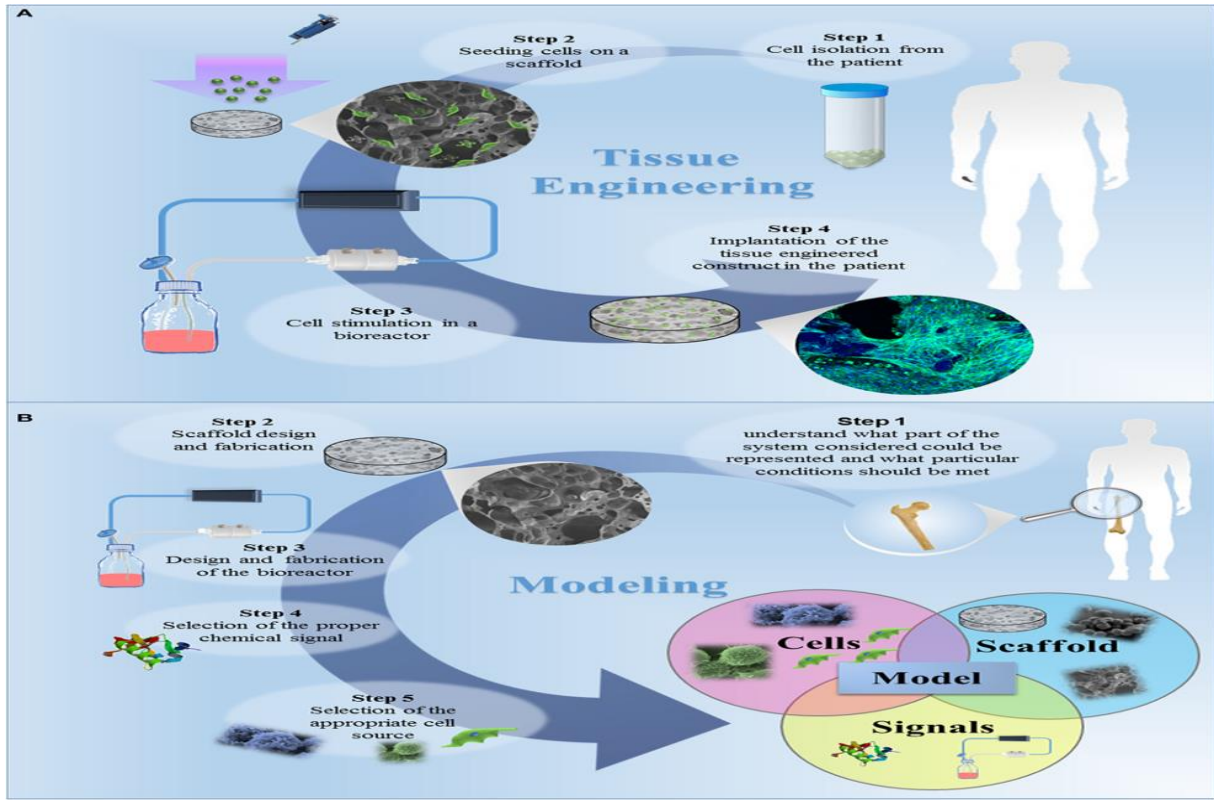 A
Step 1
Cell isolation from
the patient
Step 2
Seeding cells on a
scaffold
Tissue
Engineering
Step 3
Cell stimulation in a
bioreactor
Step 4
Implantation of the
tissue engineered
construct in the patient
B
Step 1
understand what part of the
system considered could be
represented and what particular
conditions should be met
Step 2
Scaffold design
and fabrication
Step 3
Design and fabrication
of the bioreactor
Modeling
Step 4
Selection of the proper
chemical signal
Step 5
Selection of the
appropriate cell
source
Cells
Scaffold
Model
Signals